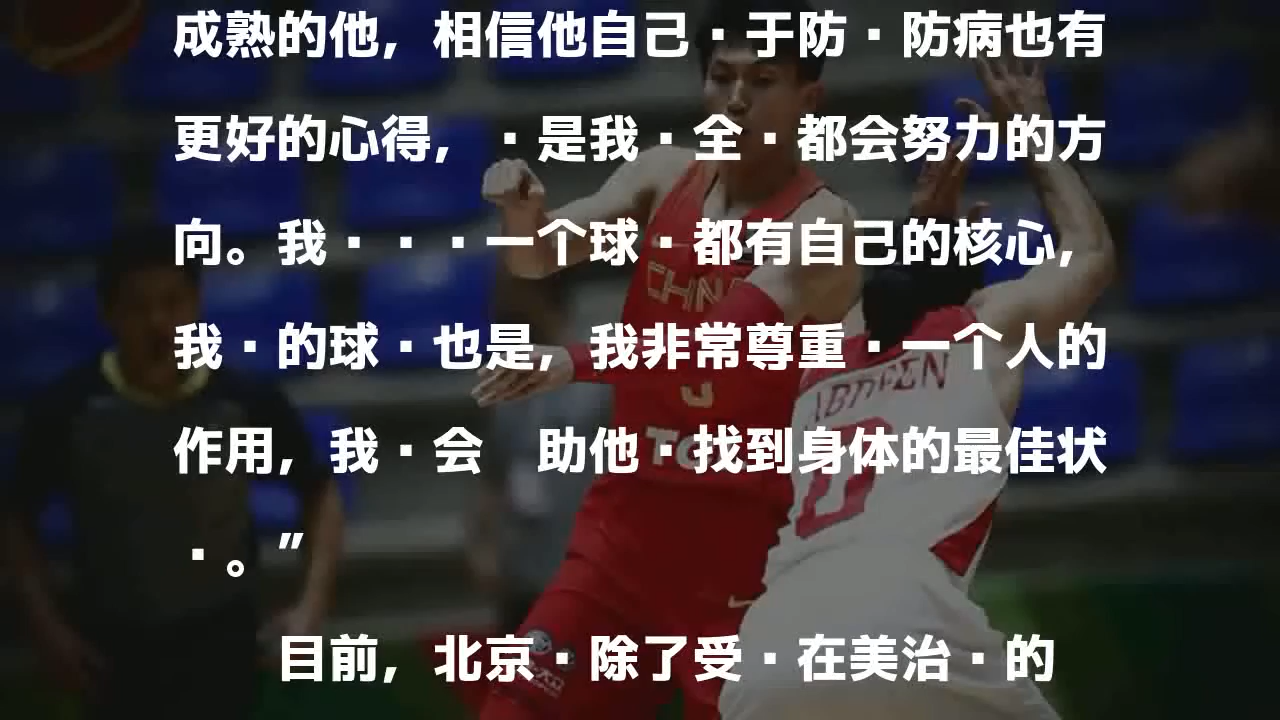 成熟的他，相信他自己·于防·防病也有
更好的心得，·是我·全·都会努力的方
向。我···一个球·都有自己的核心，
我·的球·也是，我非常尊重·一个人的
作用，我·会　助他·找到身体的最佳状
·。”
目前，北京·除了受　·在美治·　的
CHINA
TCL